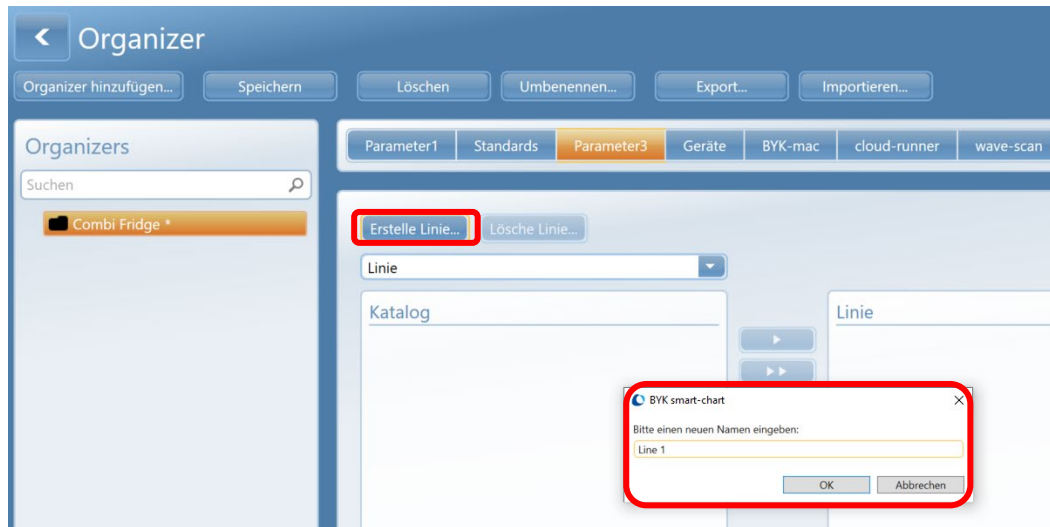 Organizer
Organizer hinzufügen... Speichern Löschen Umbenennen... Export... Importieren...
Organizers
Suchen
Combi Fridge *
Parameter1 Standards Parameter3 Geräte BYK-mac cloud-runner wave-scan
Erstelle Linie... Lösche Linie...
Linie
Katalog
Linie
BYK smart-chart
Bitte einen neuen Namen eingeben:
Line 1
OK Abbrechen